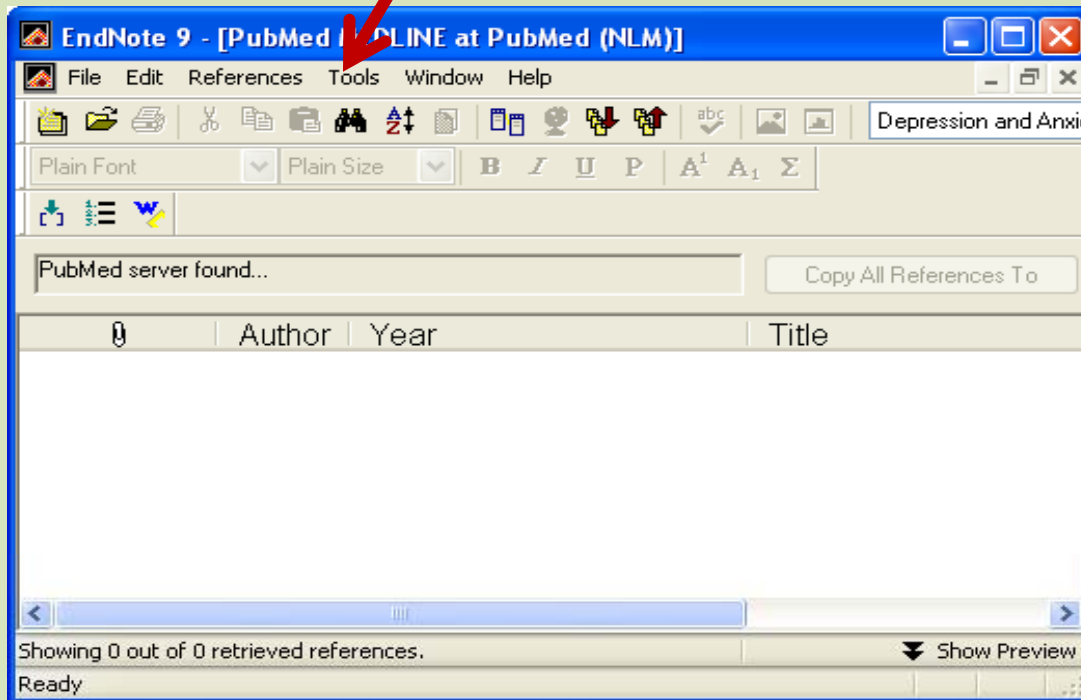 EndNote 9 - [PubMed DLINE at PubMed (NLM)]
File Edit References Tools Window Help
abc Depression and Anxi
Plain Font Plain Size B I U P A¹ A₁ Σ
PubMed server found... Copy All References To
Author Year Title
Showing 0 out of 0 retrieved references. Show Preview
Ready